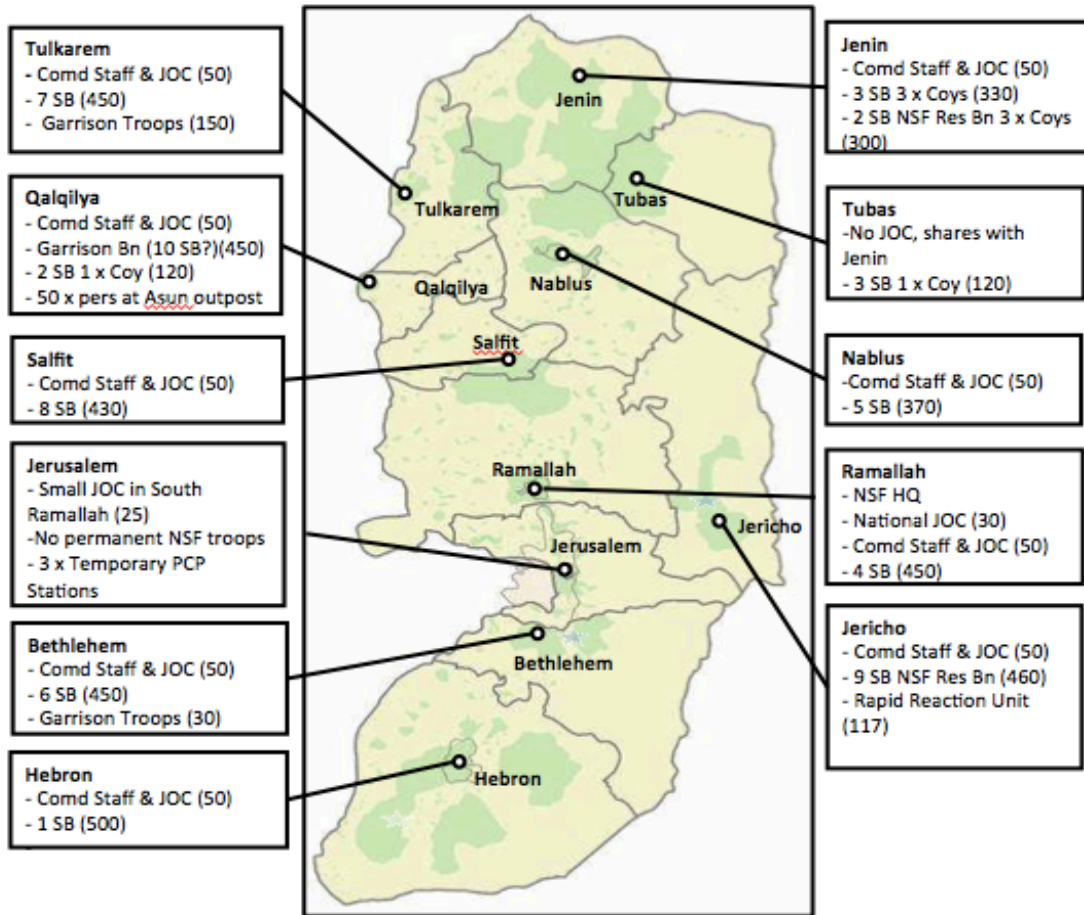 Tulkarem
- Comd Staff & JOC (50)
- 7 SB (450)
- Garrison Troops (150)
Qalqilya
- Comd Staff & JOC (50)
- Garrison Bn (10 SB?)(450)
- 2 SB 1 x Coy (120)
- 50 x pers at Asun outpost
Salfit
- Comd Staff & JOC (50)
- 8 SB (430)
Jerusalem
- Small JOC in South
Ramallah (25)
-No permanent NSF troops
- 3 x Temporary PCP
Stations
Bethlehem
- Comd Staff & JOC (50)
- 6 SB (450)
- Garrison Troops (30)
Hebron
- Comd Staff & JOC (50)
- 1 SB (500)
Jenin
Tubas
Tulkarem
Nablus
Qalqilya
Salfit
Ramallah
Jericho
Jerusalem
Bethlehem
Hebron
Jenin
- Comd Staff & JOC (50)
- 3 SB 3 x Coys (330)
- 2 SB NSF Res Bn 3 x Coys
(300)
Tubas
-No JOC, shares with
Jenin
- 3 SB 1 x Coy (120)
Nablus
-Comd Staff & JOC (50)
- 5 SB (370)
Ramallah
- NSF HQ
- National JOC (30)
- Comd Staff & JOC (50)
- 4 SB (450)
Jericho
- Comd Staff & JOC (50)
- 9 SB NSF Res Bn (460)
- Rapid Reaction Unit
(117)